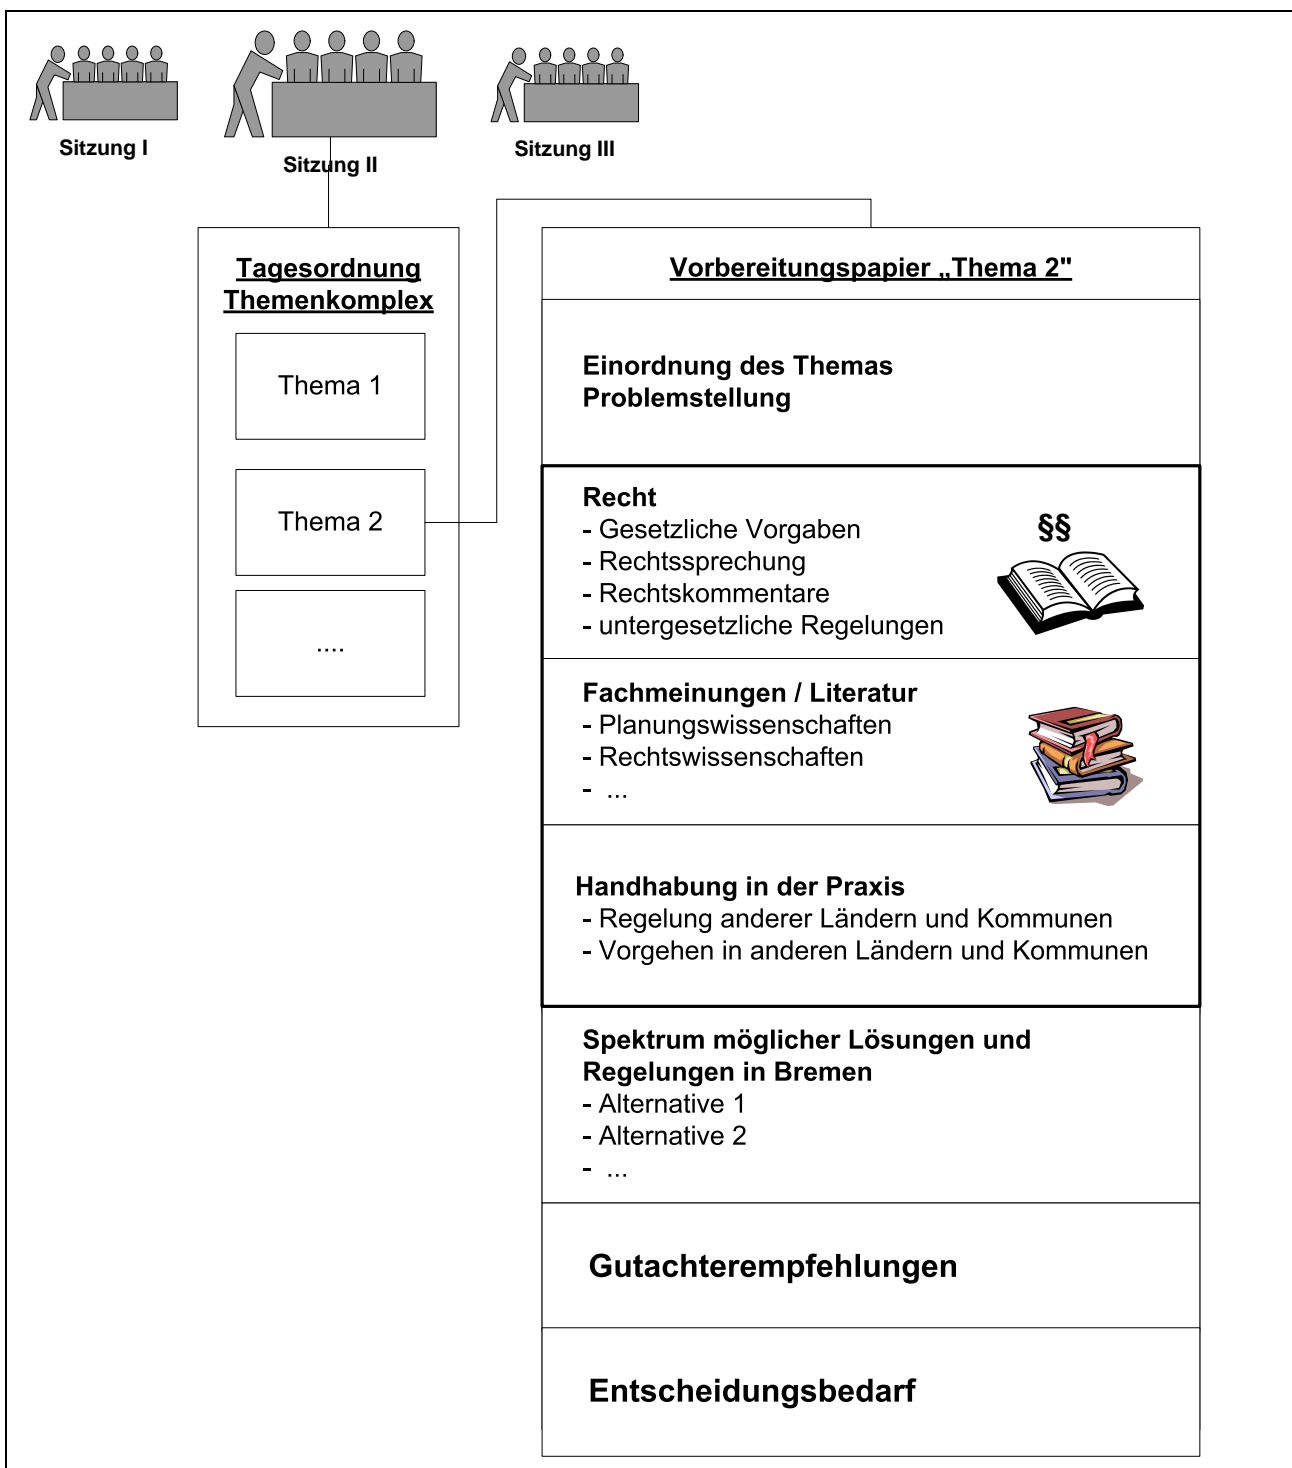 Sitzung I
Sitzung II
Sitzung III
Tagesordnung
Themenkomplex
Thema 1
Thema 2
....
Vorbereitungspapier „Thema 2"
Einordnung des Themas
Problemstellung
Recht
- Gesetzliche Vorgaben
- Rechtssprechung
- Rechtskommentare
- untergesetzliche Regelungen
§§
Fachmeinungen / Literatur
- Planungswissenschaften
- Rechtswissenschaften
- ...
Handhabung in der Praxis
- Regelung anderer Ländern und Kommunen
- Vorgehen in anderen Ländern und Kommunen
Spektrum möglicher Lösungen und
Regelungen in Bremen
- Alternative 1
- Alternative 2
- ...
Gutachterempfehlungen
Entscheidungsbedarf